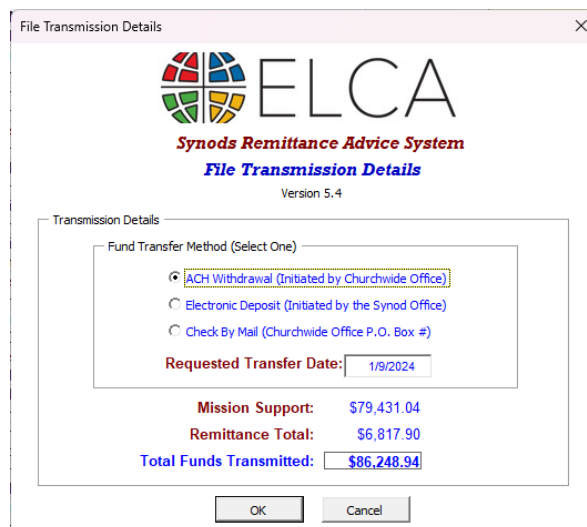 File Transmission Details
ELCA
Synods Remittance Advice System
File Transmission Details
Version 5.4
Transmission Details
Fund Transfer Method (Select One)
ACH Withdrawal (Initiated by Churchwide Office)
Electronic Deposit (Initiated by the Synod Office)
Check By Mail (Churchwide Office P.O. Box #)
Requested Transfer Date: 1/9/2024
Mission Support: $79,431.04
Remittance Total: $6,817.90
Total Funds Transmitted: $86,248.94
OK Cancel